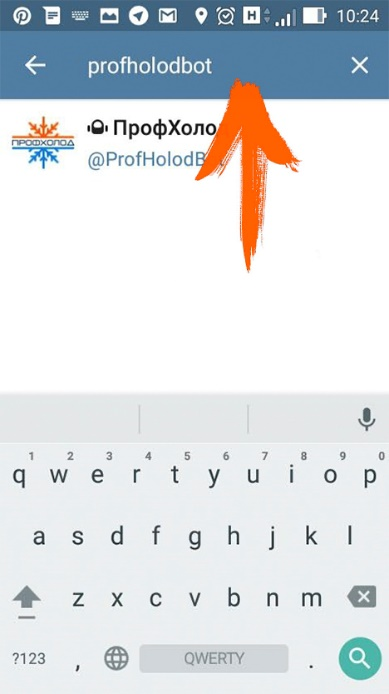 10:24
profholodbot
ПРОФХОЛОД
ПрофХоло
@ProfHolodB
1 2 3 4 5 6 7 8 9 0
q w e r t y u i o p
a s d f g h j k l
z x c v b n m
?123 , QWERTY .